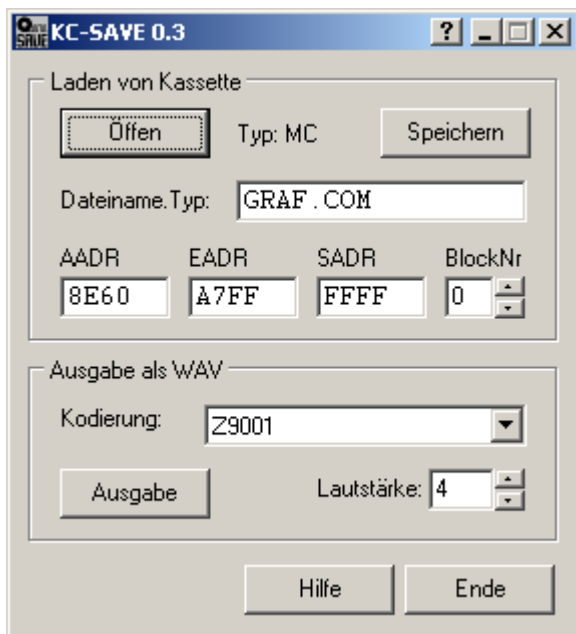 KC-SAVE 0.3
Laden von Kassette
Öffen Typ: MC Speichern
Dateiname.Typ: GRAF.COM
AADR EADR SADR BlockNr
8E60 A7FF FFFF 0
Ausgabe als WAV
Kodierung: Z9001
Ausgabe Lautstärke: 4
Hilfe Ende